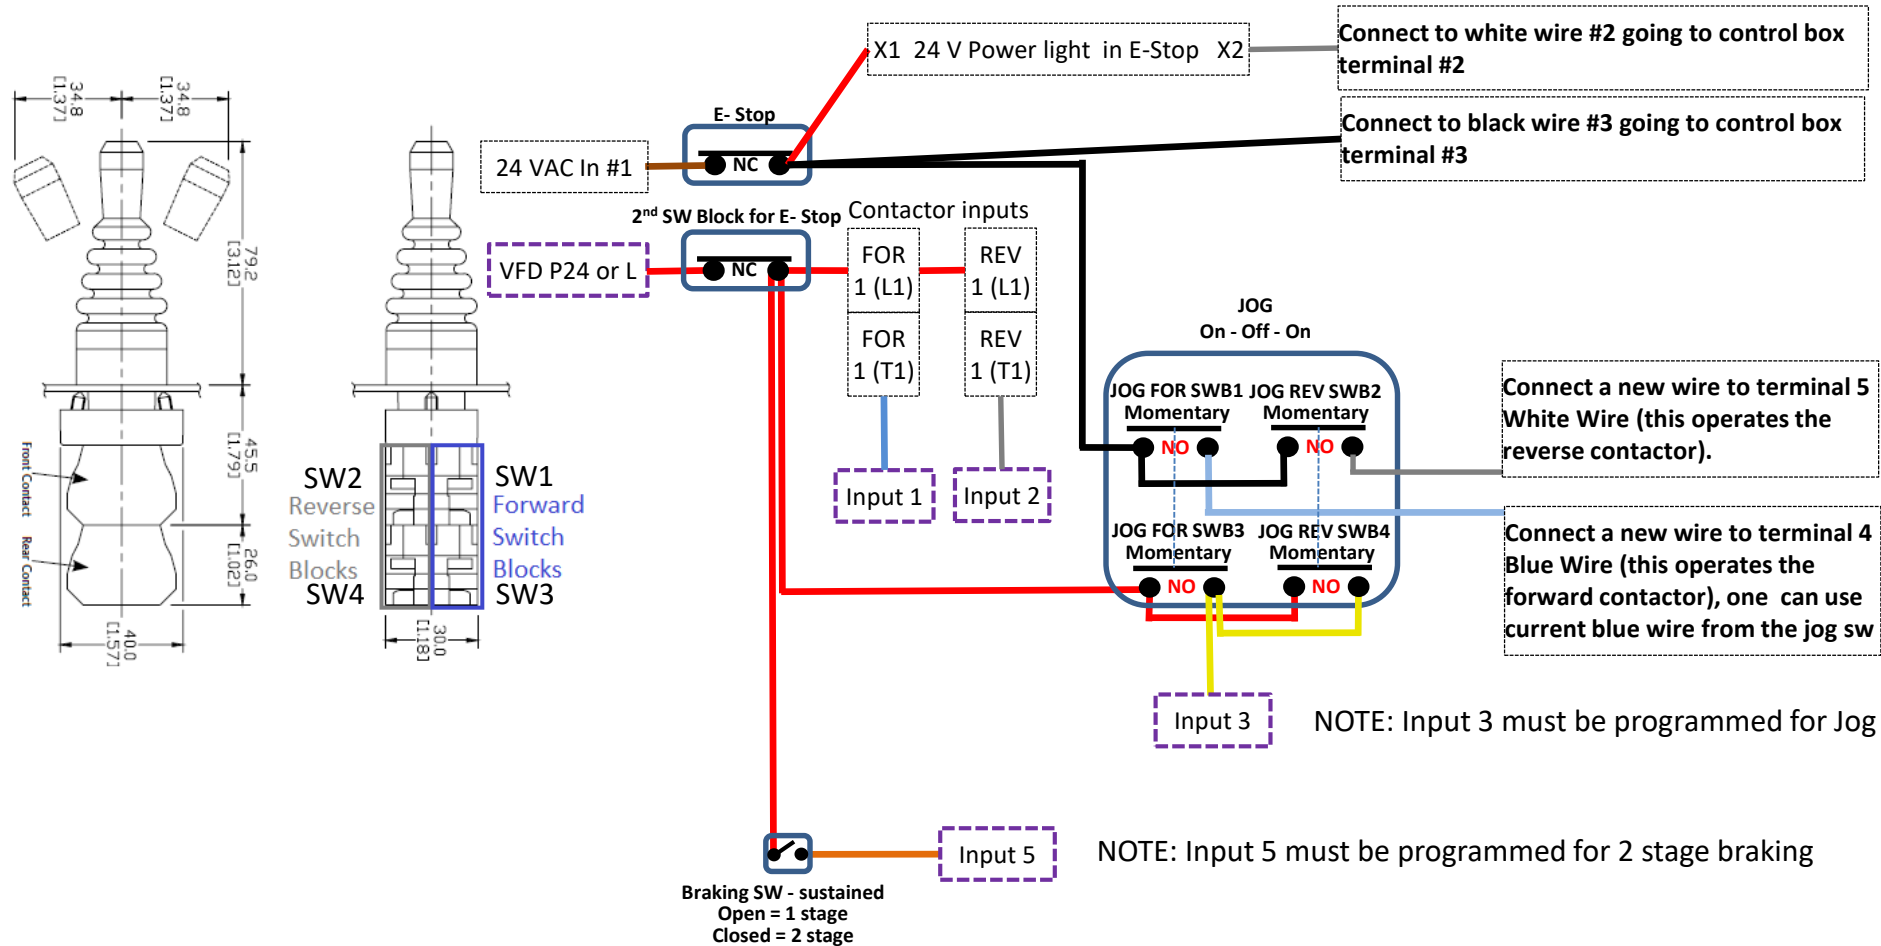 34.8
[1.37]
34.8
[1.37]
79.2
[3.12]
45.5
[1.79]
26.0
[1.02]
40.0
[1.57]
30.0
[1.18]
Front Contact
Rear Contact
SW2
Reverse
Switch
Blocks
SW4
SW1
Forward
Switch
Blocks
SW3
X1 24 V Power light in E-Stop X2
Connect to white wire #2 going to control box
terminal #2
E- Stop
24 VAC In #1
NC
Connect to black wire #3 going to control box
terminal #3
2nd SW Block for E- Stop
Contactor inputs
VFD P24 or L
NC
FOR
1 (L1)
REV
1 (L1)
FOR
1 (T1)
REV
1 (T1)
Input 1
Input 2
JOG
On - Off - On
JOG FOR SWB1
Momentary
NO
JOG REV SWB2
Momentary
NO
JOG FOR SWB3
Momentary
NO
JOG REV SWB4
Momentary
NO
Connect a new wire to terminal 5
White Wire (this operates the
reverse contactor).
Connect a new wire to terminal 4
Blue Wire (this operates the
forward contactor), one can use
current blue wire from the jog sw
Input 3
NOTE: Input 3 must be programmed for Jog
Input 5
NOTE: Input 5 must be programmed for 2 stage braking
Braking SW - sustained
Open = 1 stage
Closed = 2 stage